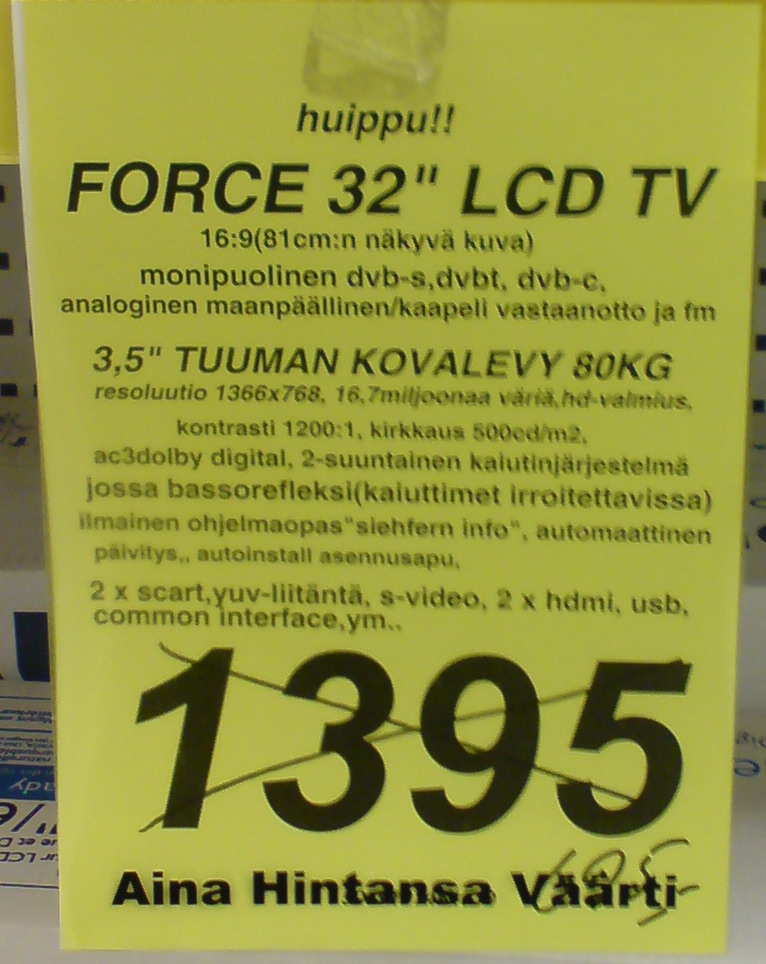 huippu!!
FORCE 32" LCD TV
16:9(81cm:n näkyvä kuva)
monipuolinen dvb-s,dvbt, dvb-c,
analoginen maanpäällinen/kaapeli vastaanotto ja fm
3,5" TUUMAN KOVALEVY 80KG
resoluutio 1366x768, 16,7miljoonaa väriä,hd-valmius,
kontrasti 1200:1, kirkkaus 500cd/m2,
ac3dolby digital, 2-suuntainen kaiutinjärjestelmä
jossa bassorefleksi(kaiuttimet irroitettavissa)
ilmainen ohjelmaopas"siehfern info", automaattinen
päivitys,, autoinstall asennusapu,
2 x scart,yuv-liitäntä, s-video, 2 x hdmi, usb,
common interface,ym..
1395
695,-
Aina Hintansa Väärti